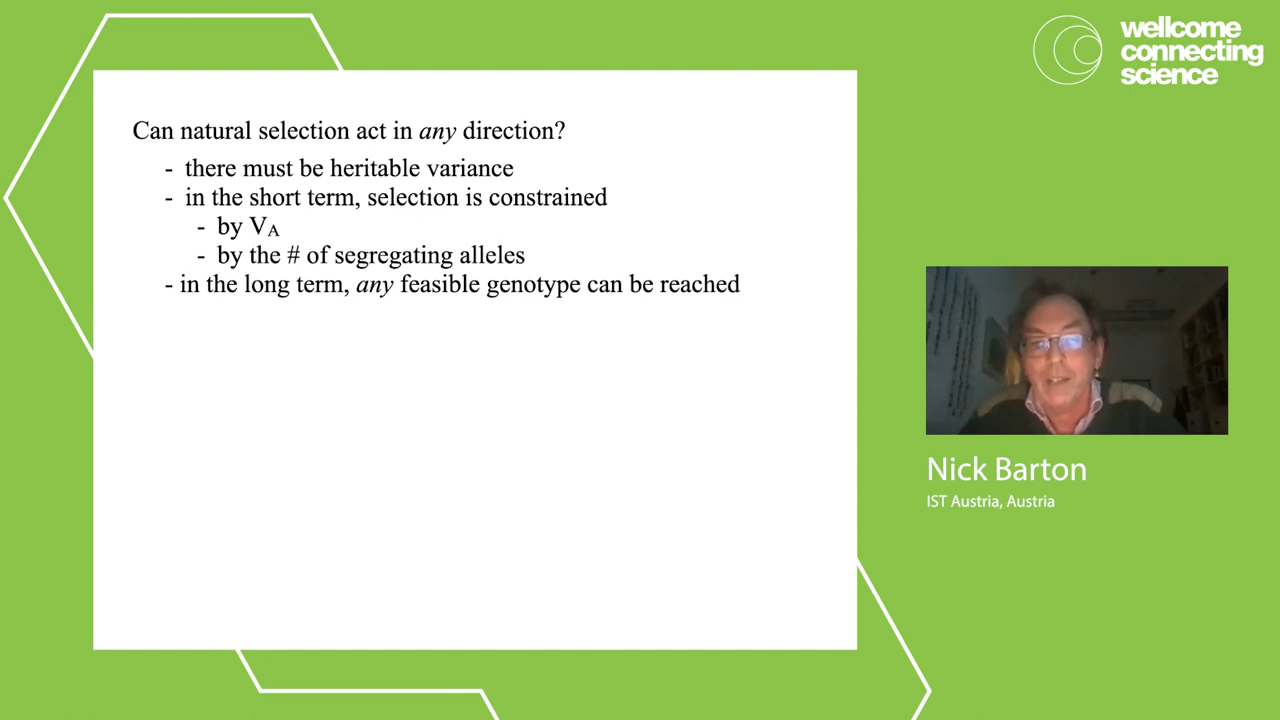 wellcome
connecting
science
Can natural selection act in any direction?
- there must be heritable variance
- in the short term, selection is constrained
- by VA
- by the # of segregating alleles
- in the long term, any feasible genotype can be reached
Nick Barton
IST Austria, Austria